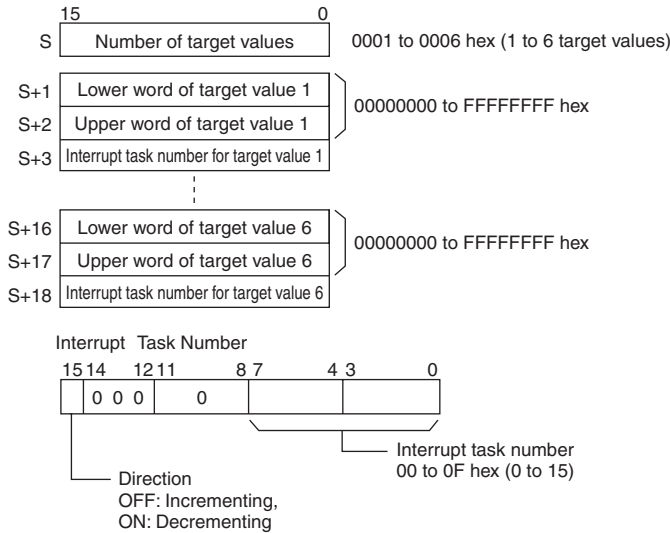 15 0
S Number of target values 0001 to 0006 hex (1 to 6 target values)
S+1 Lower word of target value 1
00000000 to FFFFFFFF hex
S+2 Upper word of target value 1
S+3 Interrupt task number for target value 1
S+16 Lower word of target value 6
00000000 to FFFFFFFF hex
S+17 Upper word of target value 6
S+18 Interrupt task number for target value 6
Interrupt Task Number
15 14 12 11 8 7 4 3 0
0 0 0 0
Interrupt task number
00 to 0F hex (0 to 15)
Direction
OFF: Incrementing,
ON: Decrementing